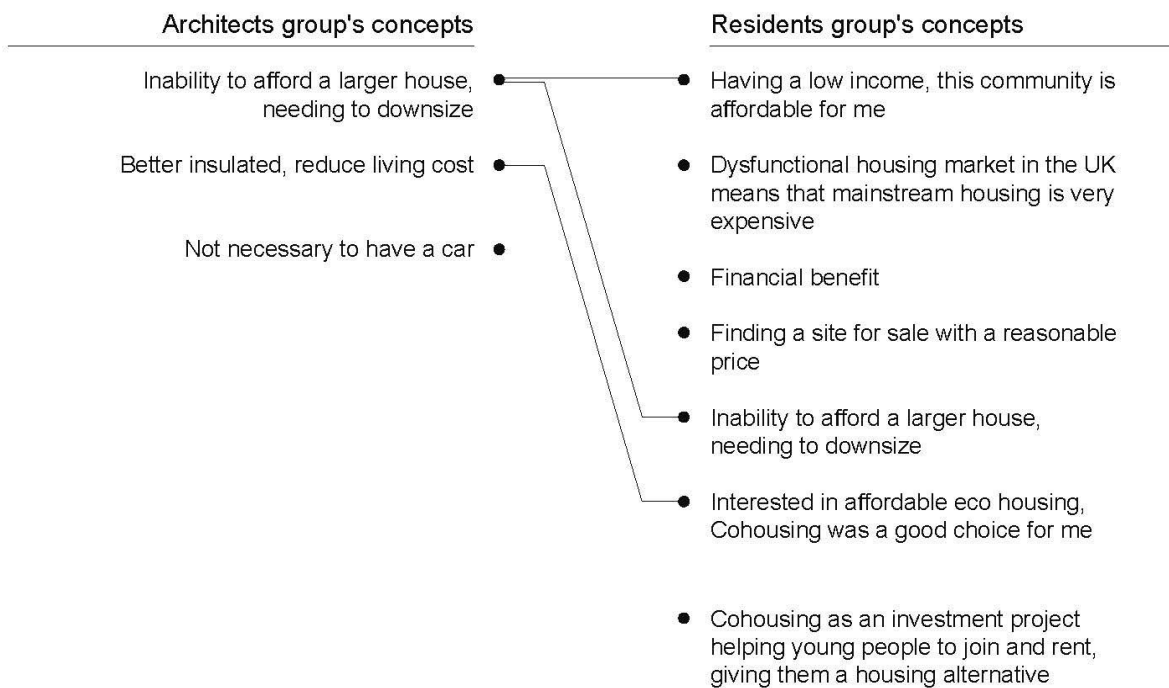 Architects group's concepts
Inability to afford a larger house,
needing to downsize
Better insulated, reduce living cost
Not necessary to have a car
Residents group's concepts
Having a low income, this community is
affordable for me
Dysfunctional housing market in the UK
means that mainstream housing is very
expensive
Financial benefit
Finding a site for sale with a reasonable
price
Inability to afford a larger house,
needing to downsize
Interested in affordable eco housing,
Cohousing was a good choice for me
Cohousing as an investment project
helping young people to join and rent,
giving them a housing alternative